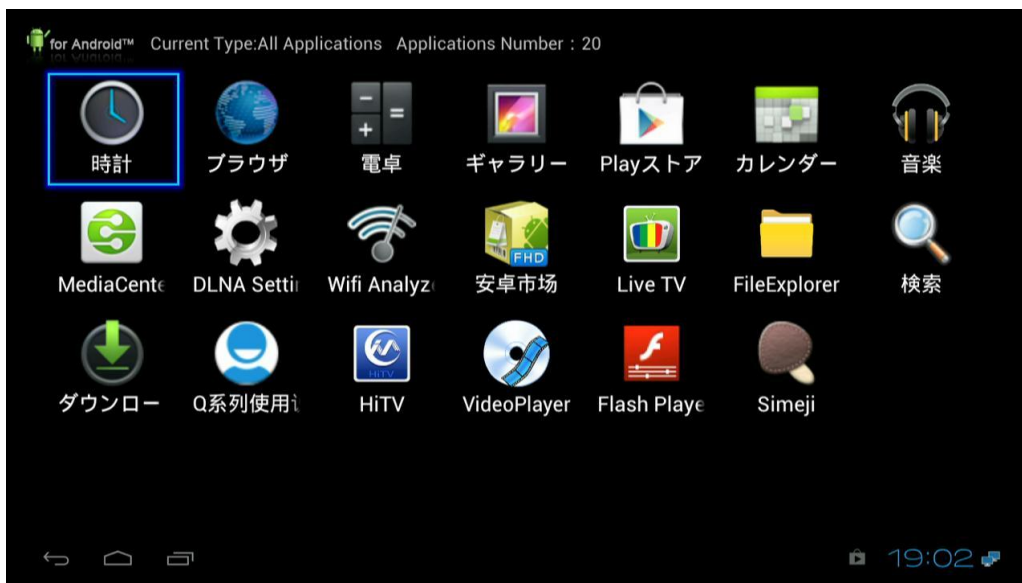 for Android™ Current Type:All Applications Applications Number : 20
時計 ブラウザ 電卓 ギャラリー Playストア カレンダー 音楽
MediaCente DLNA Settin Wifi Analyze 安卓市场 Live TV FileExplorer 検索
FHD
ダウンロー Q系列使用 HiTV VideoPlayer Flash Playe Simeji
HiTV
19:02